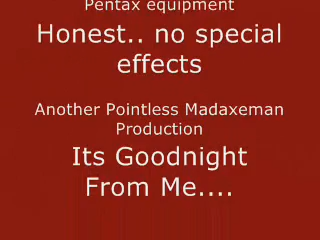 Pentax equipment
Honest.. no special
effects
Another Pointless Madaxeman
Production
Its Goodnight
From Me....